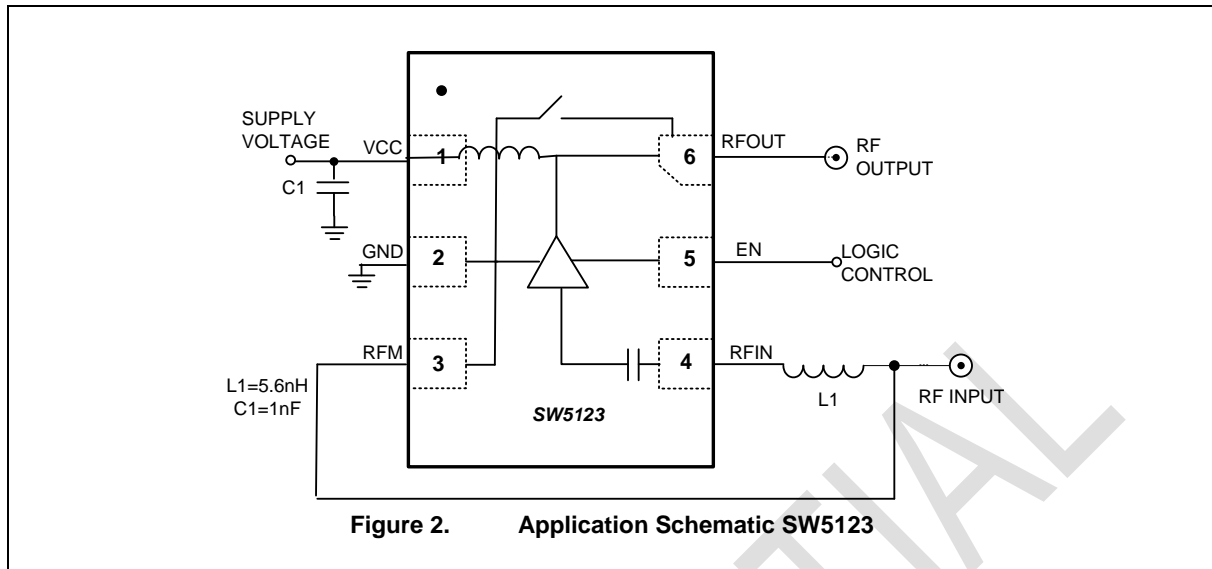 SUPPLY
VOLTAGE
VCC
1
C1
6
RFOUT
RF
OUTPUT
GND
2
5
EN
LOGIC
CONTROL
RFM
3
4
RFIN
L1=5.6nH
C1=1nF
L1
RF INPUT
SW5123
TIAL
Figure 2. Application Schematic SW5123